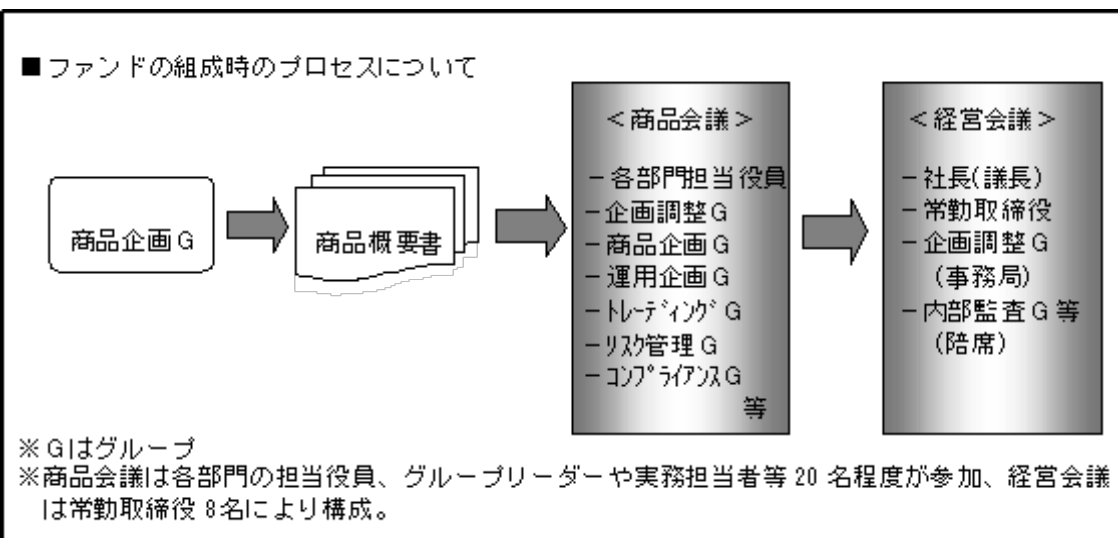 ■ファンドの組成時のプロセスについて
商品企画G
商品概要書
＜商品会議＞
－各部門担当役員
－企画調整G
－商品企画G
－運用企画G
－ﾄﾚｰﾃﾞｨﾝｸﾞG
－ﾘｽｸ管理G
－ｺﾝﾌﾟﾗｲｱﾝｽG
等
＜経営会議＞
－社長(議長)
－常勤取締役
－企画調整G
(事務局)
－内部監査G等
(陪席)
※Gはグループ
※商品会議は各部門の担当役員、グループリーダーや実務担当者等20名程度が参加、経営会議
は常勤取締役8名により構成。